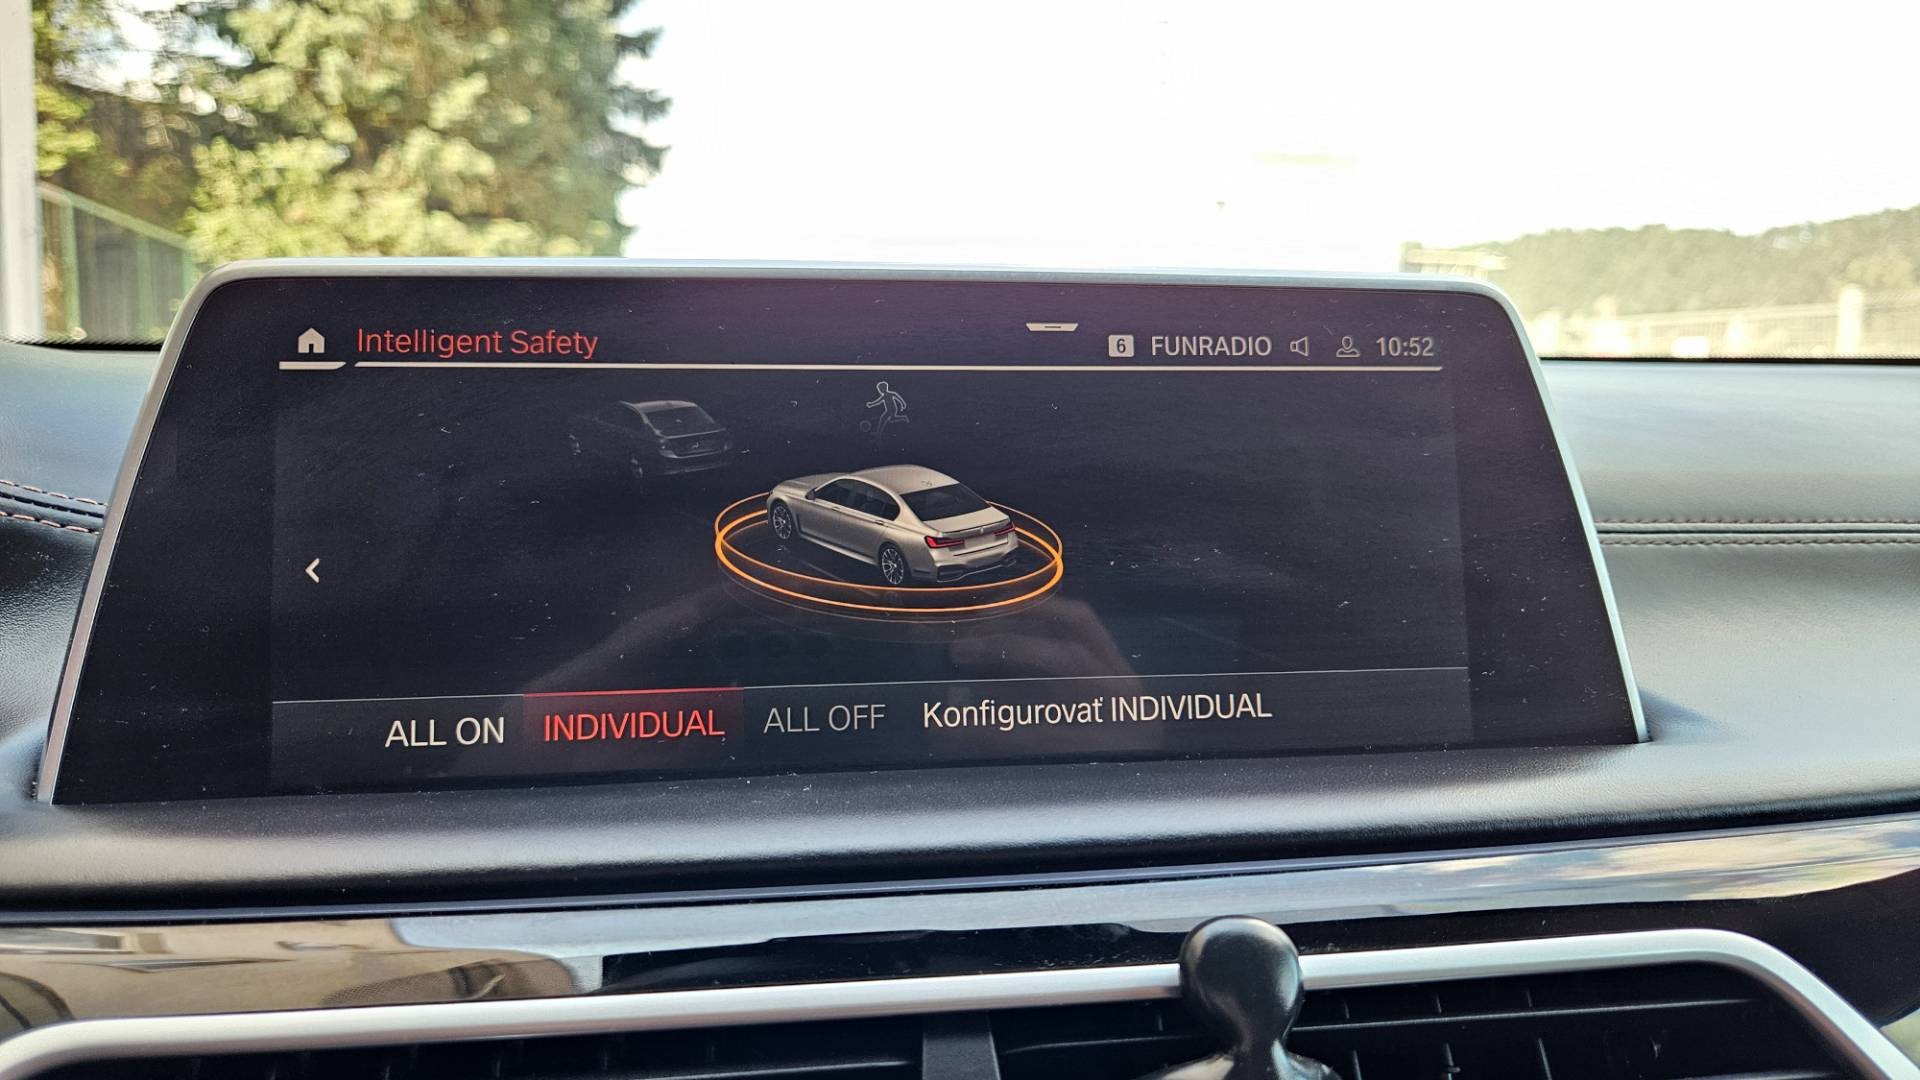 Intelligent Safety
6 FUNRADIO 10:52
ALL ON INDIVIDUAL ALL OFF Konfigurovať INDIVIDUAL